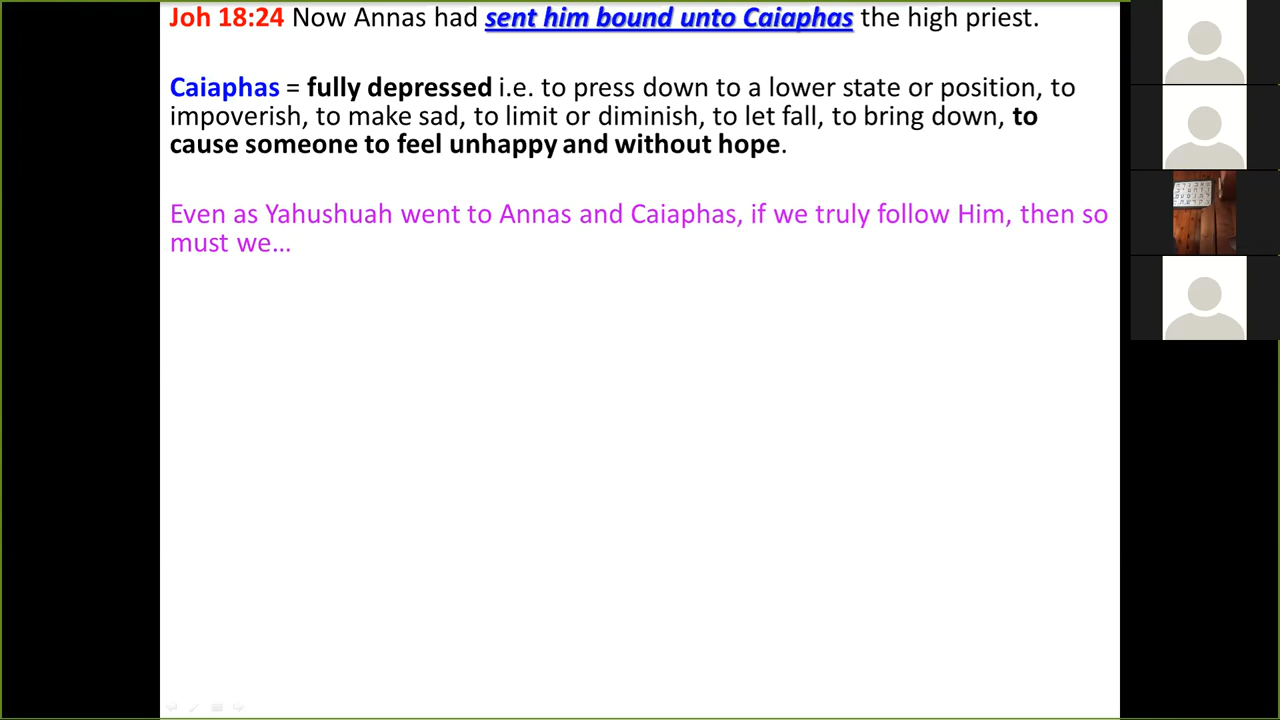 Joh 18:24 Now Annas had sent him bound unto Caiaphas the high priest.
Caiaphas = fully depressed i.e. to press down to a lower state or position, to
impoverish, to make sad, to limit or diminish, to let fall, to bring down, to
cause someone to feel unhappy and without hope.
Even as Yahushuah went to Annas and Caiaphas, if we truly follow Him, then so
must we…